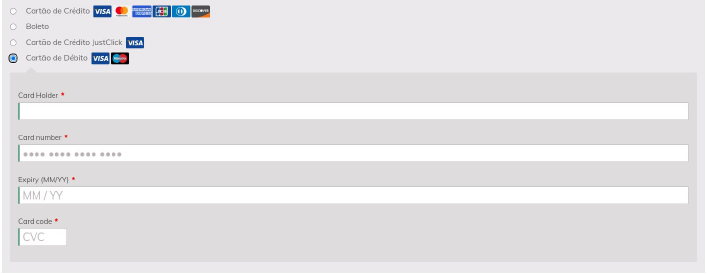 Cartão de Crédito VISA
Boleto
Cartão de Crédito JustClick VISA
Cartão de Débito VISA
Card Holder *
Card number *
•••• •••• •••• ••••
Expiry (MM/YY) *
MM / YY
Card code *
CVC